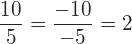 10/5 = -10/-5 = 2